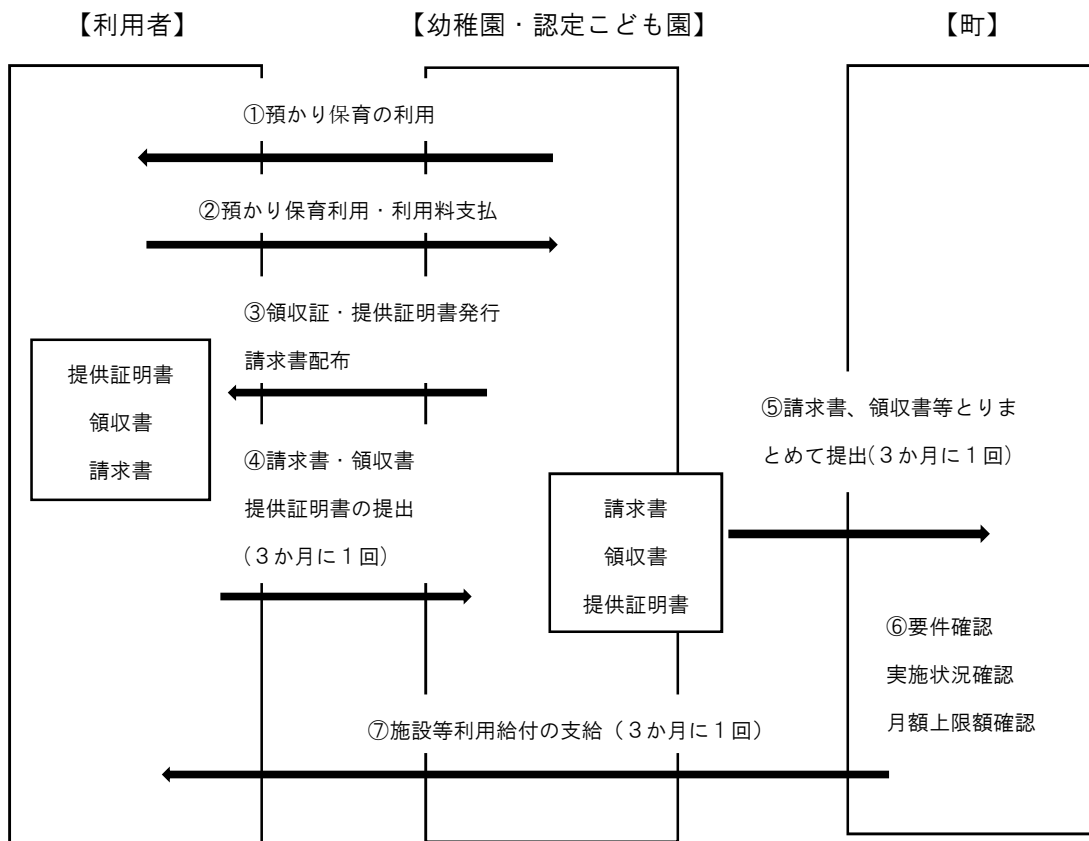 【利用者】
【幼稚園・認定こども園】
【町】
①預かり保育の利用
②預かり保育利用・利用料支払
③領収証・提供証明書発行
請求書配布
提供証明書
領収書
請求書
④請求書・領収書
提供証明書の提出
(３か月に１回)
⑤請求書、領収書等とりま
とめて提出(３か月に１回)
請求書
領収書
提供証明書
⑥要件確認
実施状況確認
月額上限額確認
⑦施設等利用給付の支給（３か月に１回）